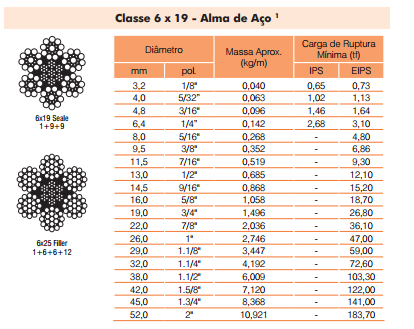 Classe 6 x 19 - Alma de Aço ¹
6x19 Seale
1+9+9
6x25 Filler
1+6+6+12
Diâmetro Massa Aprox. (kg/m) Carga de Ruptura Mínima (tf)
mm pol. IPS EIPS
3,2 1/8" 0,040 0,65 0,73
4,0 5/32" 0,063 1,02 1,13
4,8 3/16" 0,096 1,46 1,64
6,4 1/4" 0,142 2,68 3,10
8,0 5/16" 0,268 - 4,80
9,5 3/8" 0,352 - 6,86
11,5 7/16" 0,519 - 9,30
13,0 1/2" 0,685 - 12,10
14,5 9/16" 0,868 - 15,20
16,0 5/8" 1,058 - 18,70
19,0 3/4" 1,496 - 26,80
22,0 7/8" 2,036 - 36,10
26,0 1" 2,746 - 47,00
29,0 1.1/8" 3,447 - 59,00
32,0 1.1/4" 4,192 - 72,60
38,0 1.1/2" 6,009 - 103,30
42,0 1.5/8" 7,120 - 122,00
45,0 1.3/4" 8,368 - 141,00
52,0 2" 10,921 - 183,70